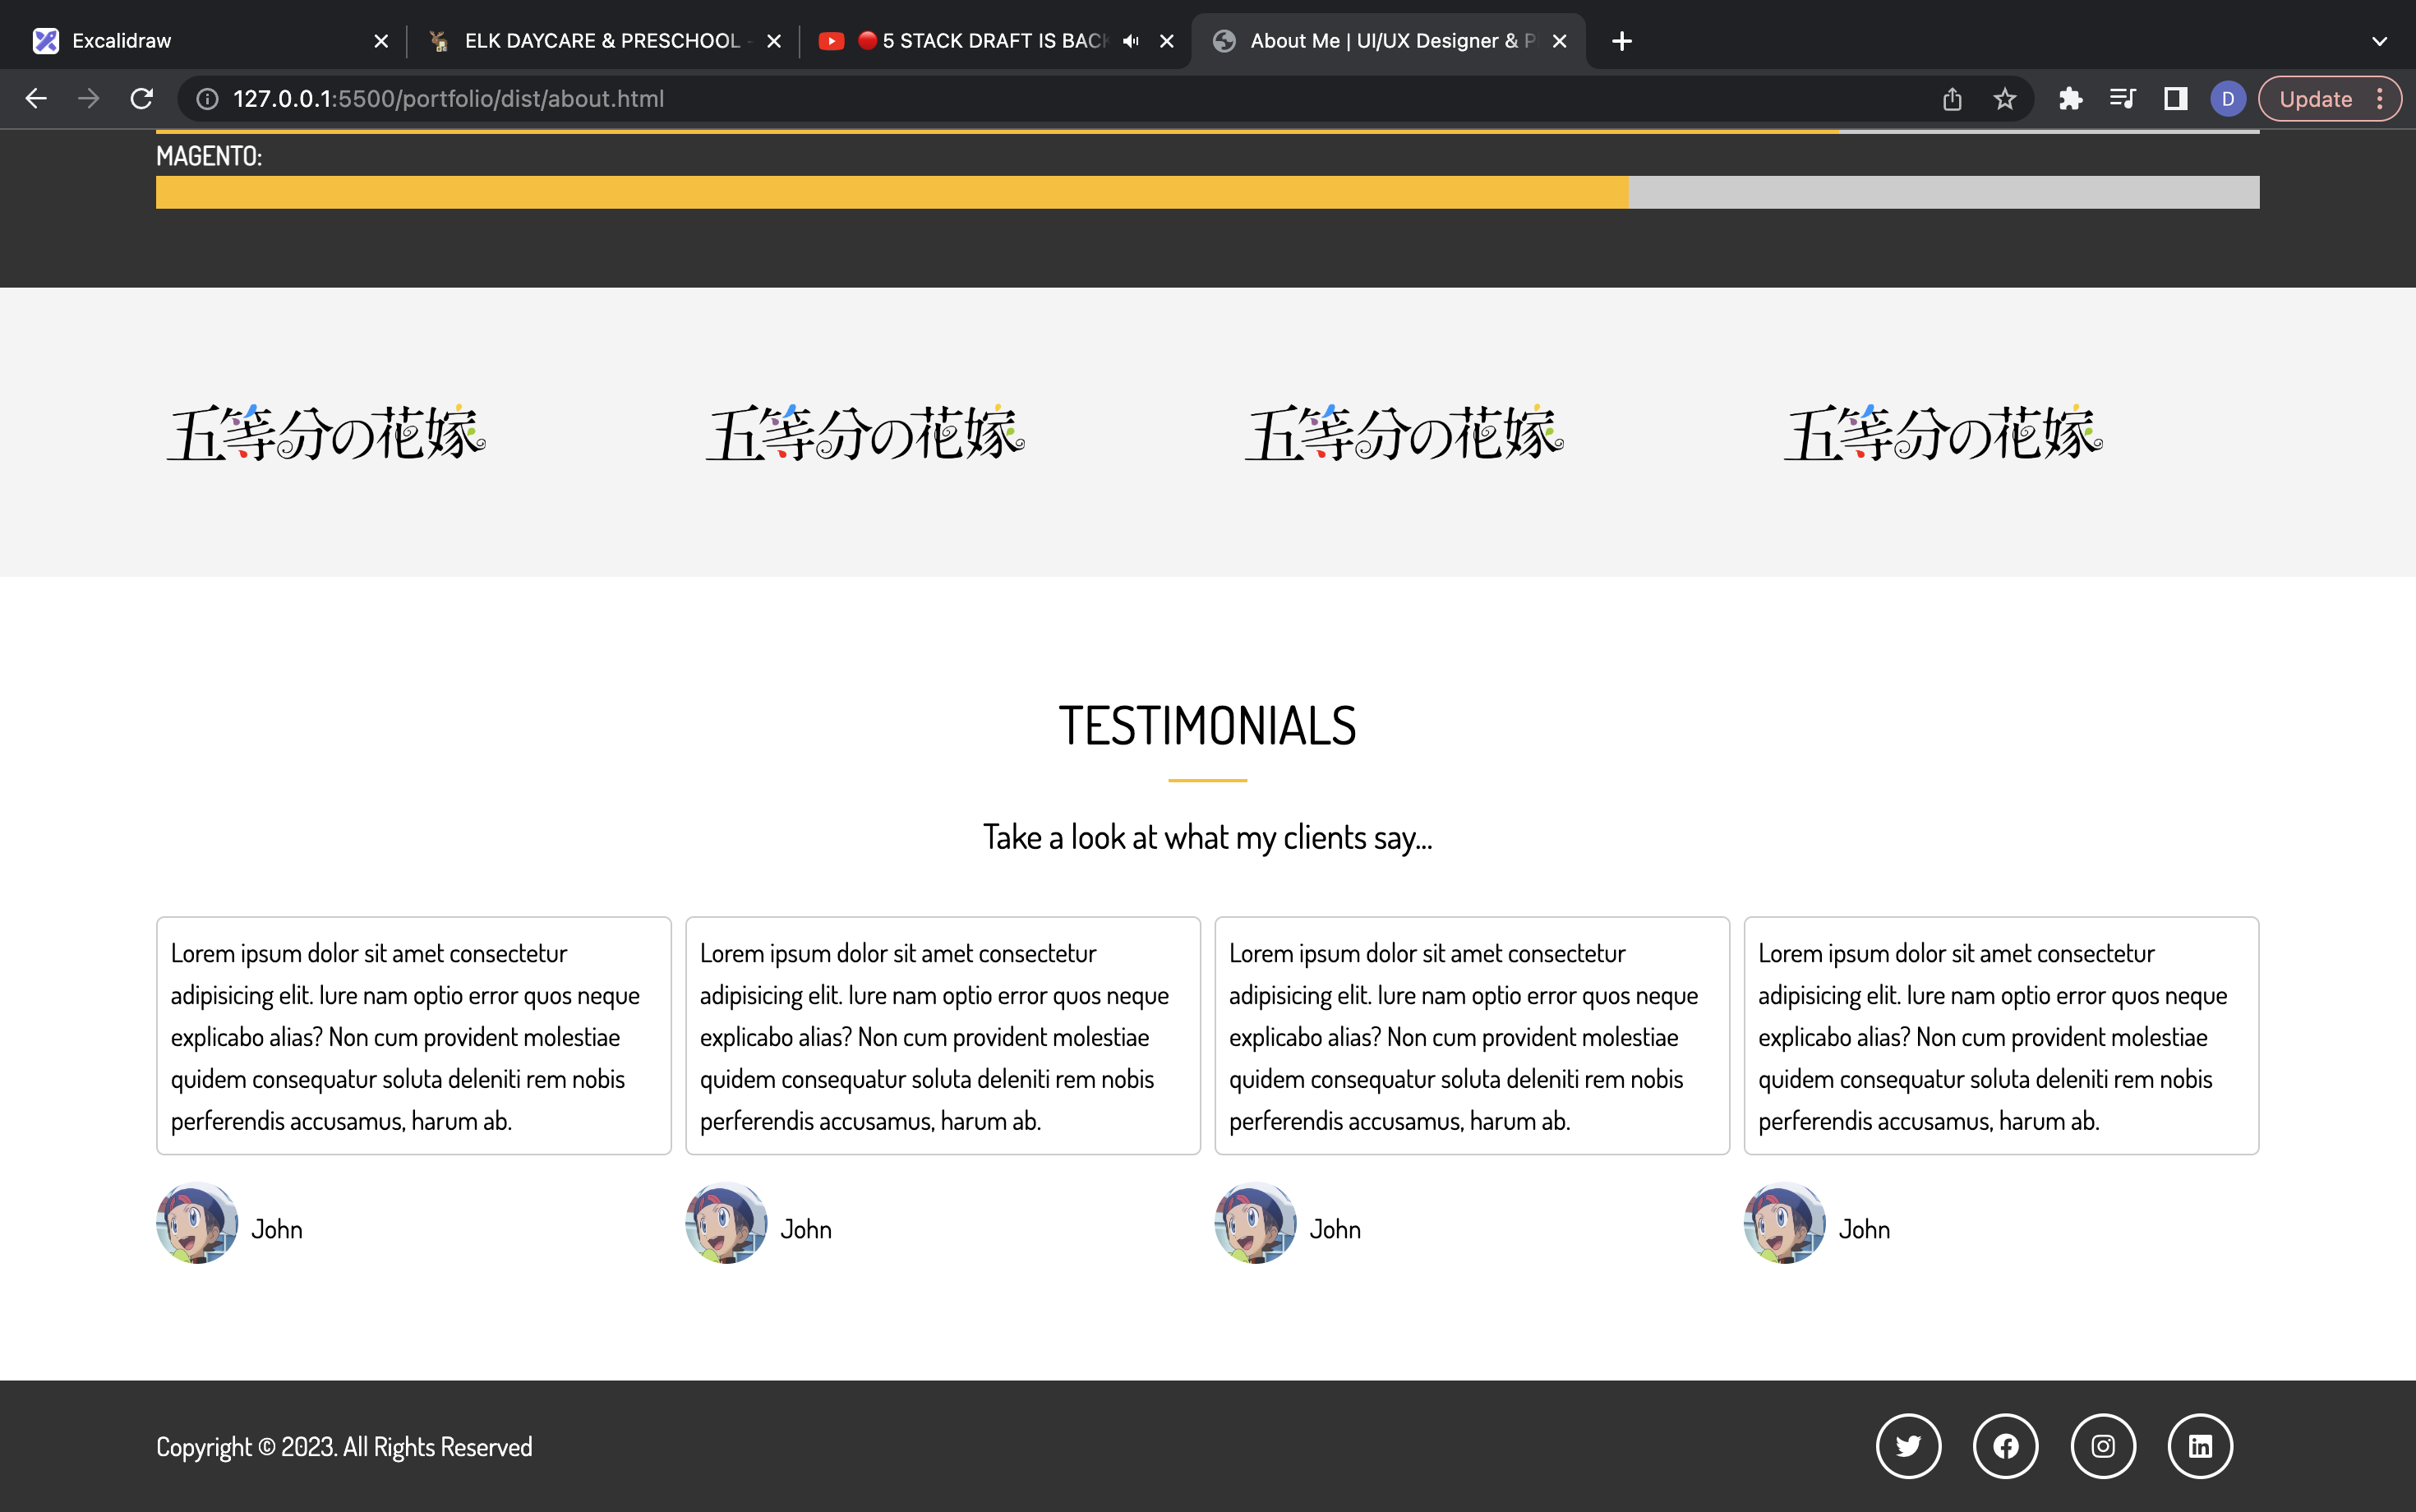 Excalidraw
ELK DAYCARE & PRESCHOOL -
5 STACK DRAFT IS BACK
About Me | UI/UX Designer & P
127.0.0.1:5500/portfolio/dist/about.html
D
Update
MAGENTO:
五等分の花嫁 五等分の花嫁 五等分の花嫁 五等分の花嫁
TESTIMONIALS
Take a look at what my clients say...
Lorem ipsum dolor sit amet consectetur
adipisicing elit. Iure nam optio error quos neque
explicabo alias? Non cum provident molestiae
quidem consequatur soluta deleniti rem nobis
perferendis accusamus, harum ab.
John
Lorem ipsum dolor sit amet consectetur
adipisicing elit. Iure nam optio error quos neque
explicabo alias? Non cum provident molestiae
quidem consequatur soluta deleniti rem nobis
perferendis accusamus, harum ab.
John
Lorem ipsum dolor sit amet consectetur
adipisicing elit. Iure nam optio error quos neque
explicabo alias? Non cum provident molestiae
quidem consequatur soluta deleniti rem nobis
perferendis accusamus, harum ab.
John
Lorem ipsum dolor sit amet consectetur
adipisicing elit. Iure nam optio error quos neque
explicabo alias? Non cum provident molestiae
quidem consequatur soluta deleniti rem nobis
perferendis accusamus, harum ab.
John
Copyright © 2023. All Rights Reserved